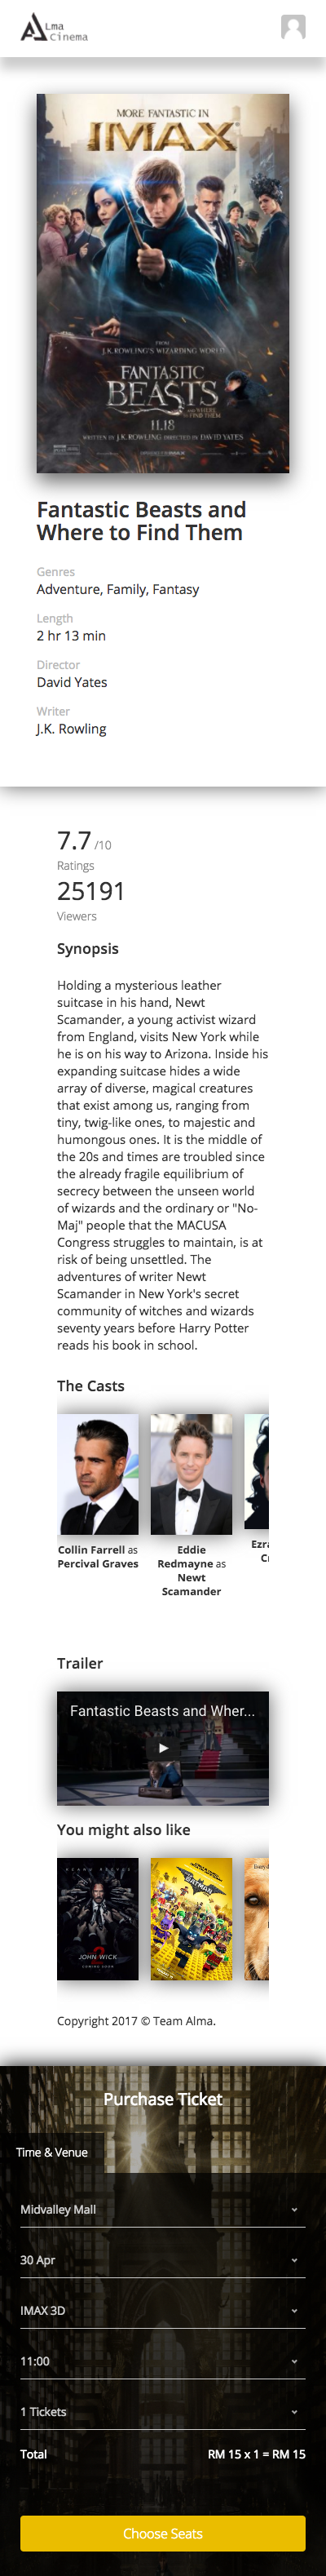 Alma
Cinema
MORE FANTASTIC IN
IMAX
FROM
J.K. ROWLING'S WIZARDING WORLD
FANTASTIC
BEASTS
AND
WHERE TO FIND THEM
11.18
WRITTEN BY J.K. ROWLING DIRECTED BY DAVID YATES
Fantastic Beasts and
Where to Find Them
Genres
Adventure, Family, Fantasy
Length
2 hr 13 min
Director
David Yates
Writer
J.K. Rowling
7.7 /10
Ratings
25191
Viewers
Synopsis
Holding a mysterious leather
suitcase in his hand, Newt
Scamander, a young activist wizard
from England, visits New York while
he is on his way to Arizona. Inside his
expanding suitcase hides a wide
array of diverse, magical creatures
that exist among us, ranging from
tiny, twig-like ones, to majestic and
humongous ones. It is the middle of
the 20s and times are troubled since
the already fragile equilibrium of
secrecy between the unseen world
of wizards and the ordinary or "No-
Maj" people that the MACUSA
Congress struggles to maintain, is at
risk of being unsettled. The
adventures of writer Newt
Scamander in New York's secret
community of witches and wizards
seventy years before Harry Potter
reads his book in school.
The Casts
Collin Farrell as
Percival Graves
Eddie
Redmayne as
Newt
Scamander
Ezra
Cr
Trailer
Fantastic Beasts and Wher...
You might also like
KEANU REEVES
JOHN WICK
2
COMING SOON
BATMAN
Copyright 2017 © Team Alma.
Purchase Ticket
Time & Venue
Midvalley Mall
30 Apr
IMAX 3D
11:00
1 Tickets
Total RM 15 x 1 = RM 15
Choose Seats